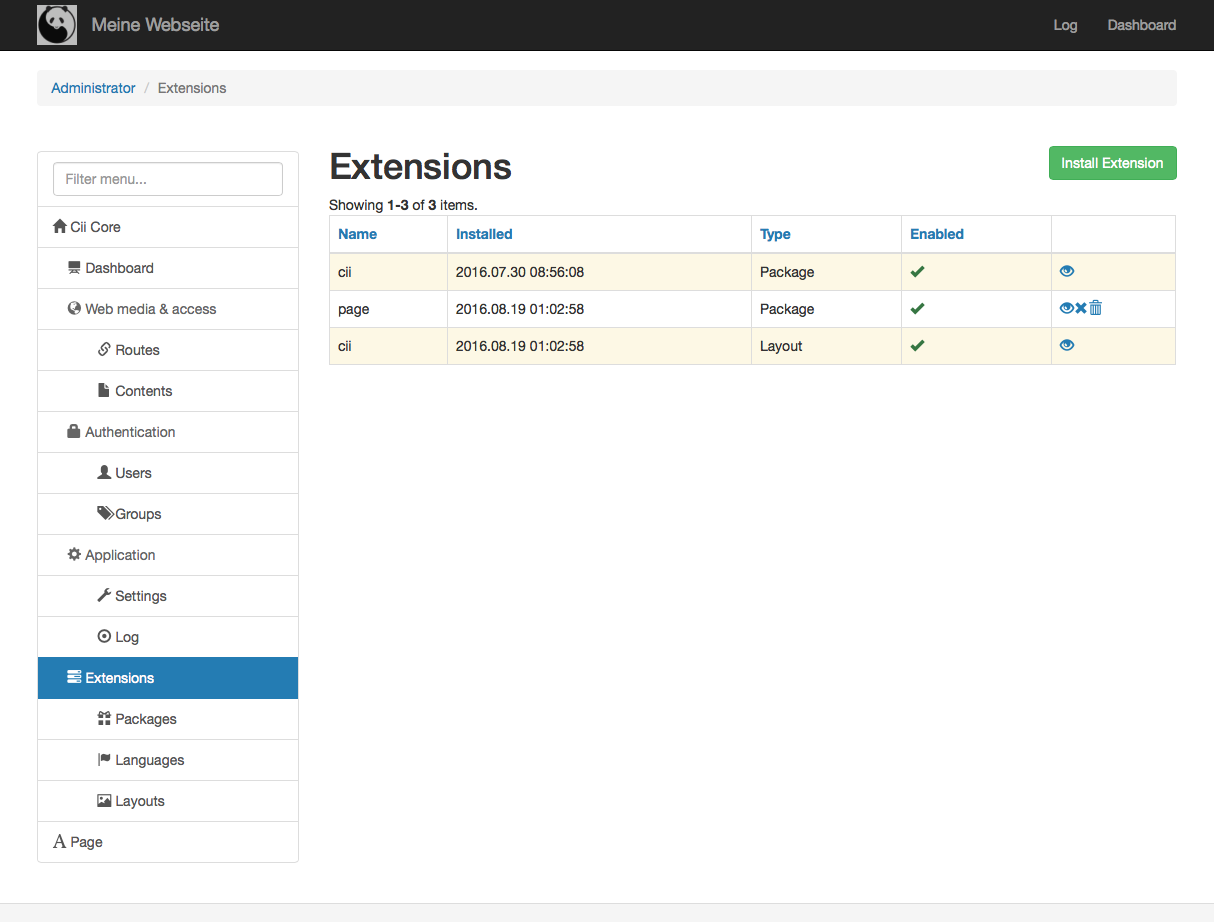 Meine Webseite Log Dashboard
Administrator / Extensions
Filter menu...
Cii Core
Dashboard
Web media & access
Routes
Contents
Authentication
Users
Groups
Application
Settings
Log
Extensions
Packages
Languages
Layouts
Page
Extensions
Install Extension
Showing 1-3 of 3 items.
Name Installed Type Enabled
cii 2016.07.30 08:56:08 Package
page 2016.08.19 01:02:58 Package
cii 2016.08.19 01:02:58 Layout